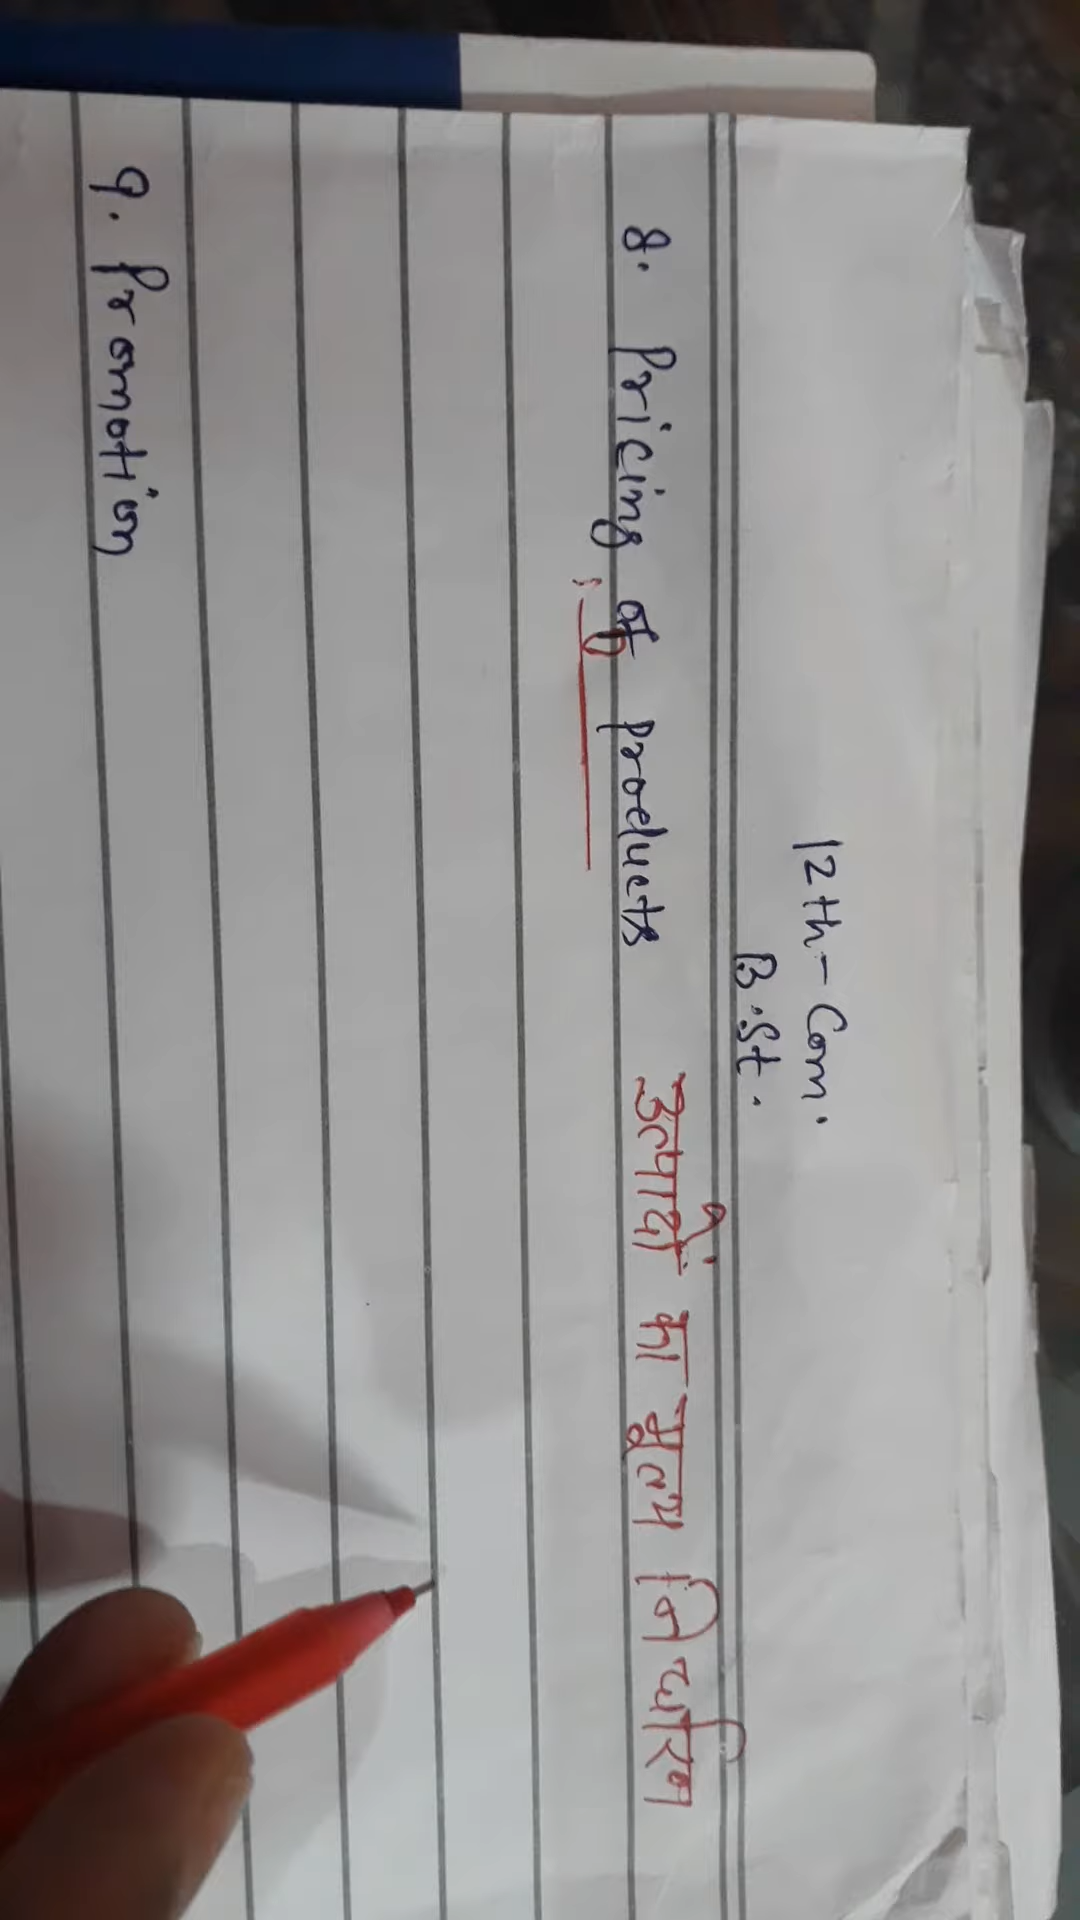 12th - Com.
B.St.
8. Pricing of products उत्पादों का मूल्य निर्धारण
9. Promotion